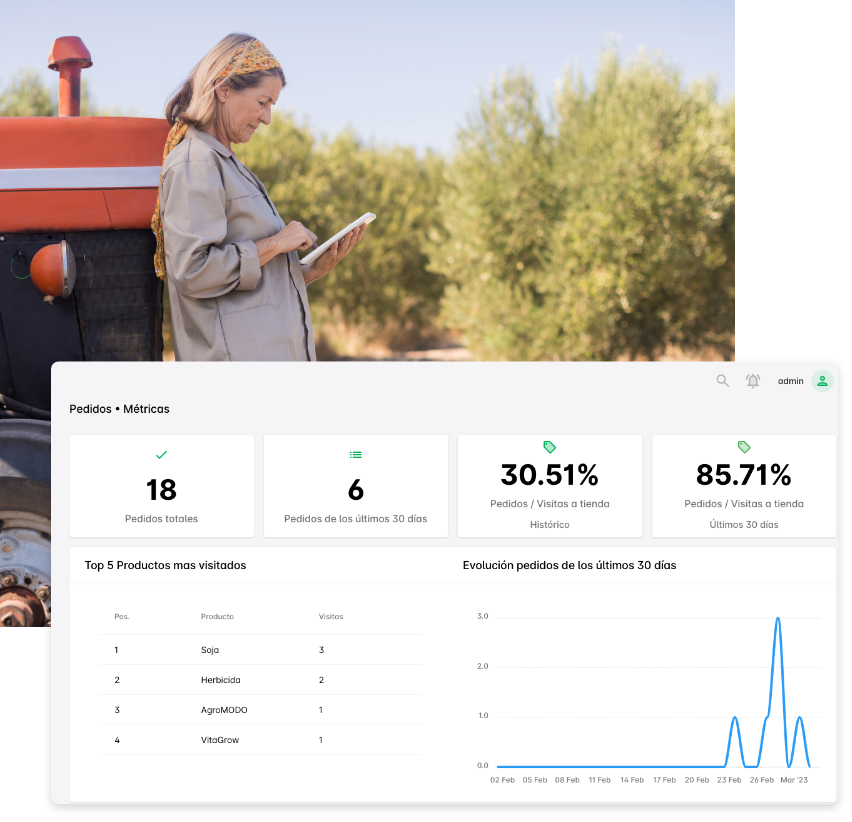 admin
Pedidos • Métricas
18
Pedidos totales
6
Pedidos de los últimos 30 días
30.51%
Pedidos / Visitas a tienda
Histórico
85.71%
Pedidos / Visitas a tienda
Últimos 30 días
Top 5 Productos mas visitados
Pos. Producto Visitas
1 Soja 3
2 Herbicida 2
3 AgroMODO 1
4 VitaGrow 1
Evolución pedidos de los últimos 30 días
3.0
2.0
1.0
0.0
02 Feb 05 Feb 08 Feb 11 Feb 14 Feb 17 Feb 20 Feb 23 Feb 26 Feb Mar '23